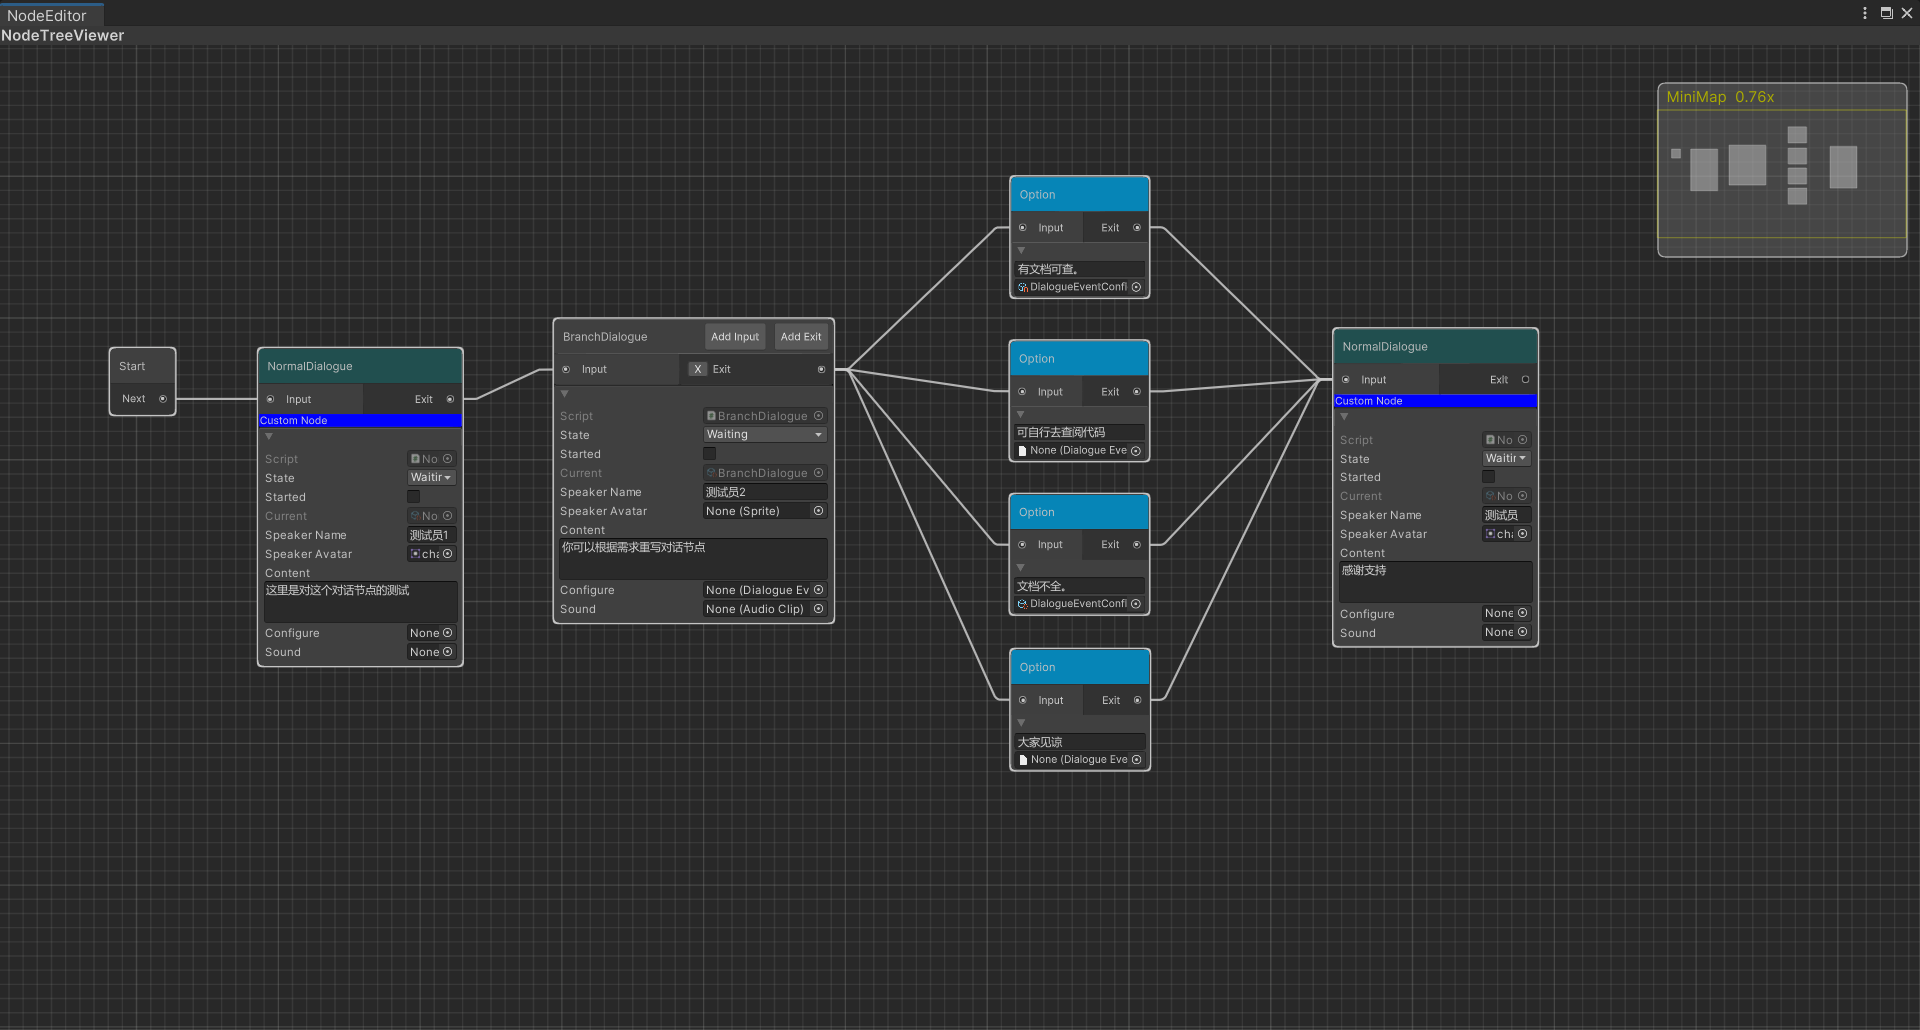 NodeEditor
NodeTreeViewer
MiniMap 0.76x
Start
Next
NormalDialogue
Input Exit
Custom Node
Script No
State Waitir
Started
Current No
Speaker Name 测试员1
Speaker Avatar cha
Content
这里是对这个对话节点的测试
Configure None
Sound None
BranchDialogue Add Input Add Exit
Input X Exit
Script BranchDialogue
State Waiting
Started
Current BranchDialogue
Speaker Name 测试员2
Speaker Avatar None (Sprite)
Content
你可以根据需求重写对话节点
Configure None (Dialogue Ev
Sound None (Audio Clip)
Option
Input Exit
有文档可查。
DialogueEventConfi
Option
Input Exit
可自行去查阅代码
None (Dialogue Eve
Option
Input Exit
文档不全。
DialogueEventConfi
Option
Input Exit
大家见谅
None (Dialogue Eve
NormalDialogue
Input Exit
Custom Node
Script No
State Waitir
Started
Current No
Speaker Name 测试员
Speaker Avatar cha
Content
感谢支持
Configure None
Sound None